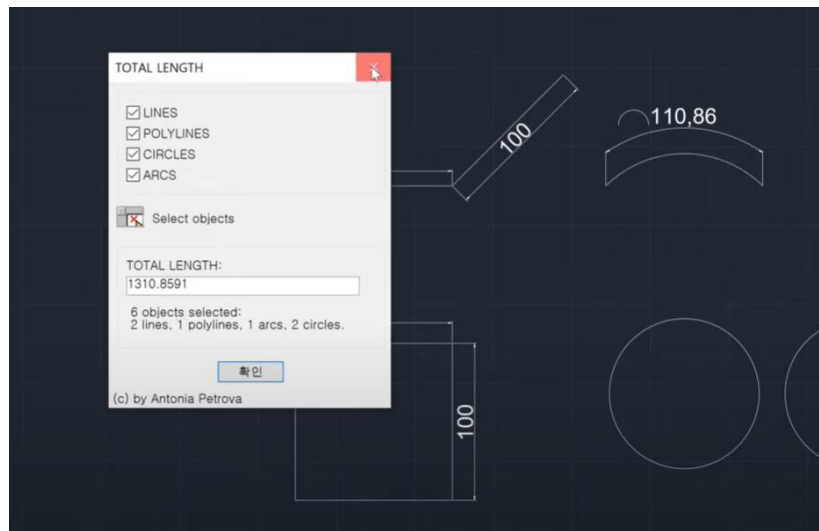 TOTAL LENGTH
LINES
POLYLINES
CIRCLES
ARCS
Select objects
TOTAL LENGTH:
1310.8591
6 objects selected:
2 lines, 1 polylines, 1 arcs, 2 circles.
확인
(c) by Antonia Petrova
100
110,86
100